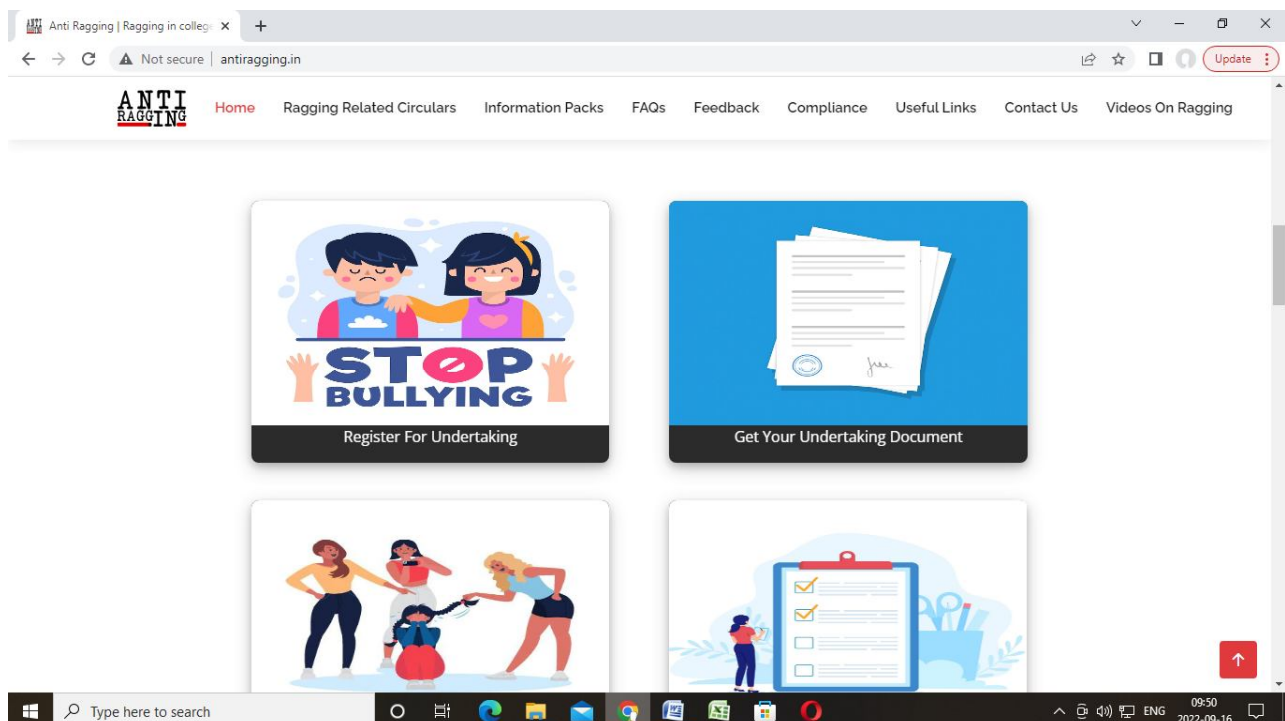 Anti Ragging | Ragging in colleg
Not secure | antiragging.in
Update
ANTI
RAGGING
Home Ragging Related Circulars Information Packs FAQs Feedback Compliance Useful Links Contact Us Videos On Ragging
STOP
BULLYING
Register For Undertaking
Get Your Undertaking Document
Type here to search
ENG
09:50
2022-09-16